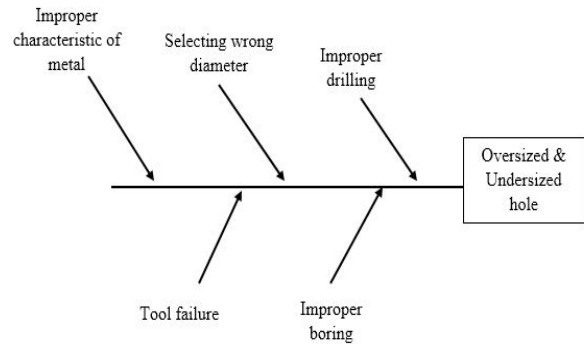 Improper
characteristic of
metal
Selecting wrong
diameter
Improper
drilling
Oversized &
Undersized
hole
Tool failure
Improper
boring